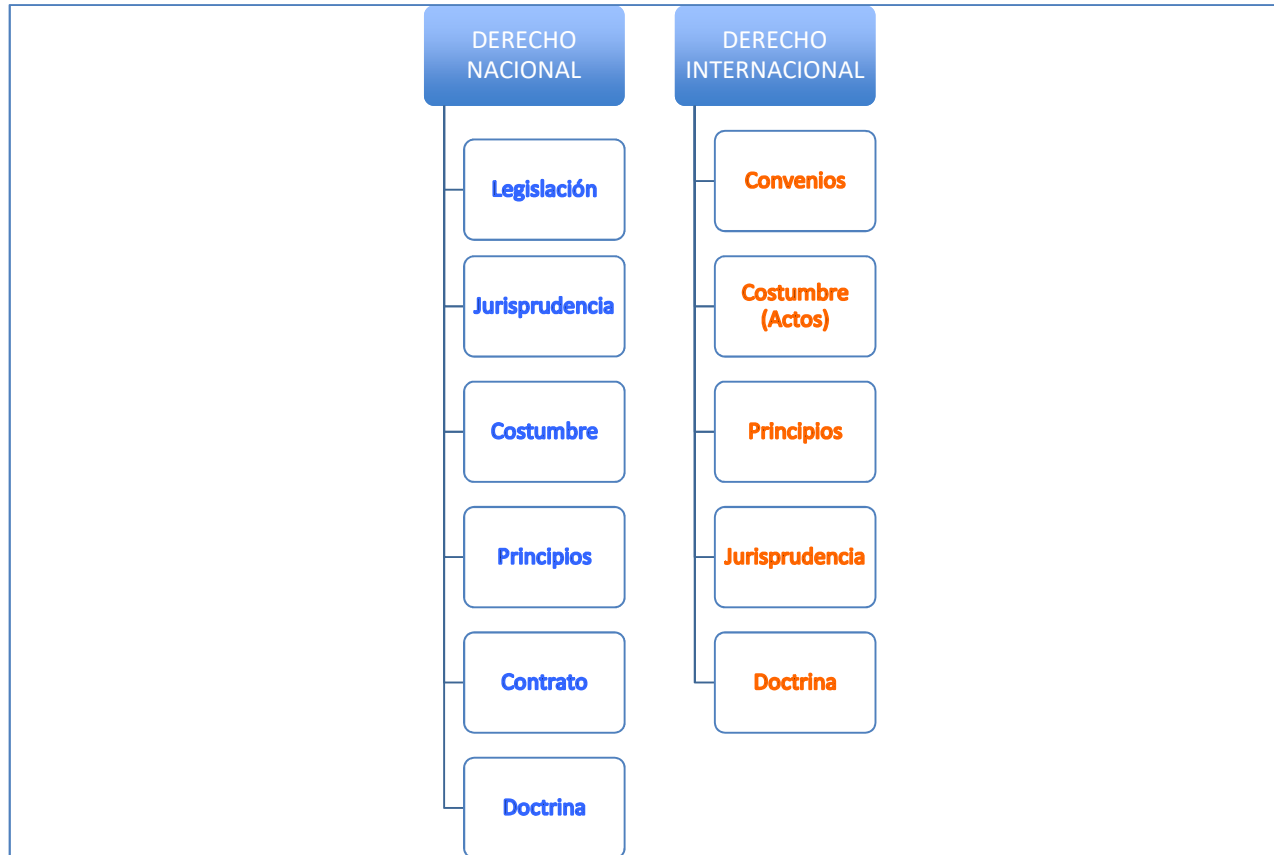 DERECHO
NACIONAL
Legislación
Jurisprudencia
Costumbre
Principios
Contrato
Doctrina
DERECHO
INTERNACIONAL
Convenios
Costumbre
(Actos)
Principios
Jurisprudencia
Doctrina